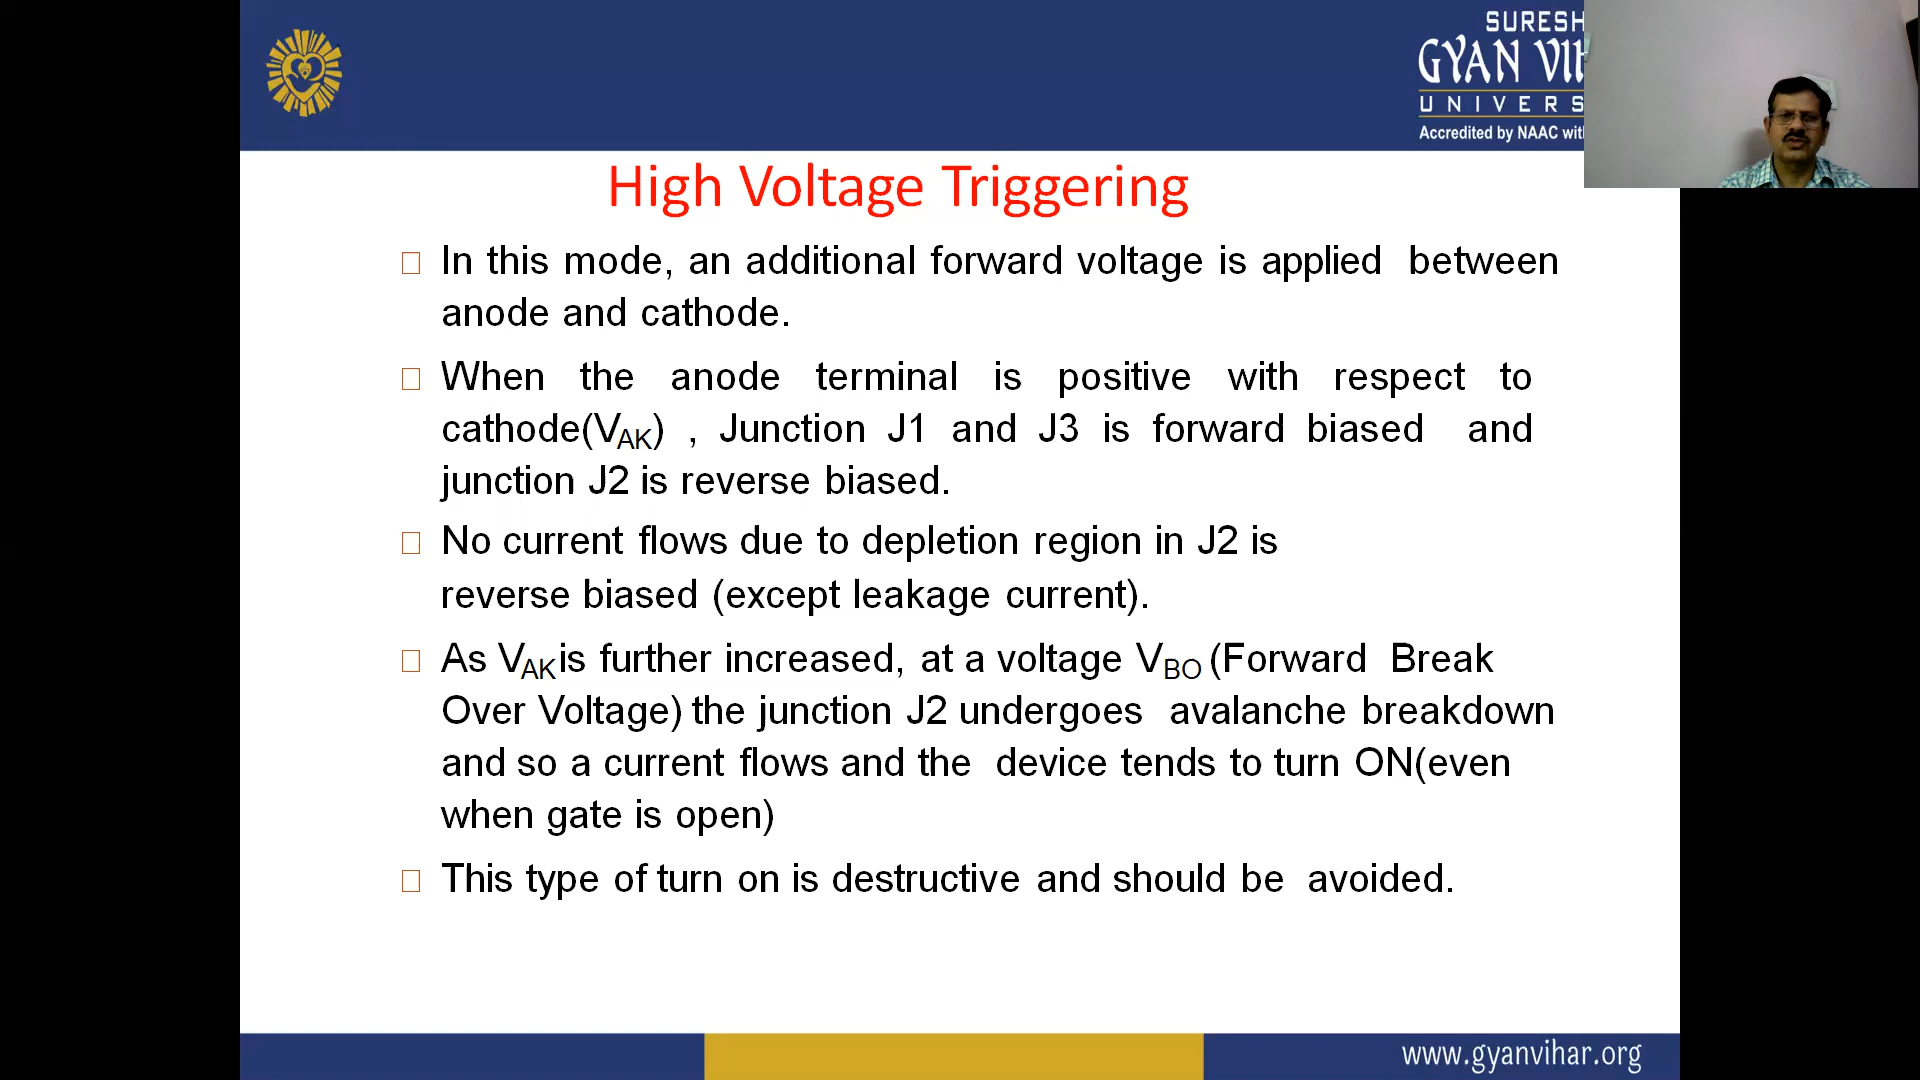 SURESH
GYAN VIH
UNIVERS
Accredited by NAAC wit
High Voltage Triggering
In this mode, an additional forward voltage is applied between
anode and cathode.
When the anode terminal is positive with respect to
cathode(VAK) , Junction J1 and J3 is forward biased and
junction J2 is reverse biased.
No current flows due to depletion region in J2 is
reverse biased (except leakage current).
As VAK is further increased, at a voltage VBO (Forward Break
Over Voltage) the junction J2 undergoes avalanche breakdown
and so a current flows and the device tends to turn ON(even
when gate is open)
This type of turn on is destructive and should be avoided.
www.gyanvihar.org